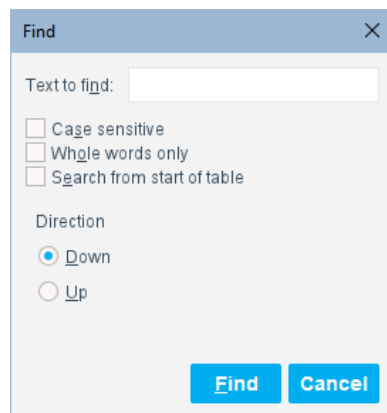 Find
Text to find:
Case sensitive
Whole words only
Search from start of table
Direction
Down
Up
Find Cancel